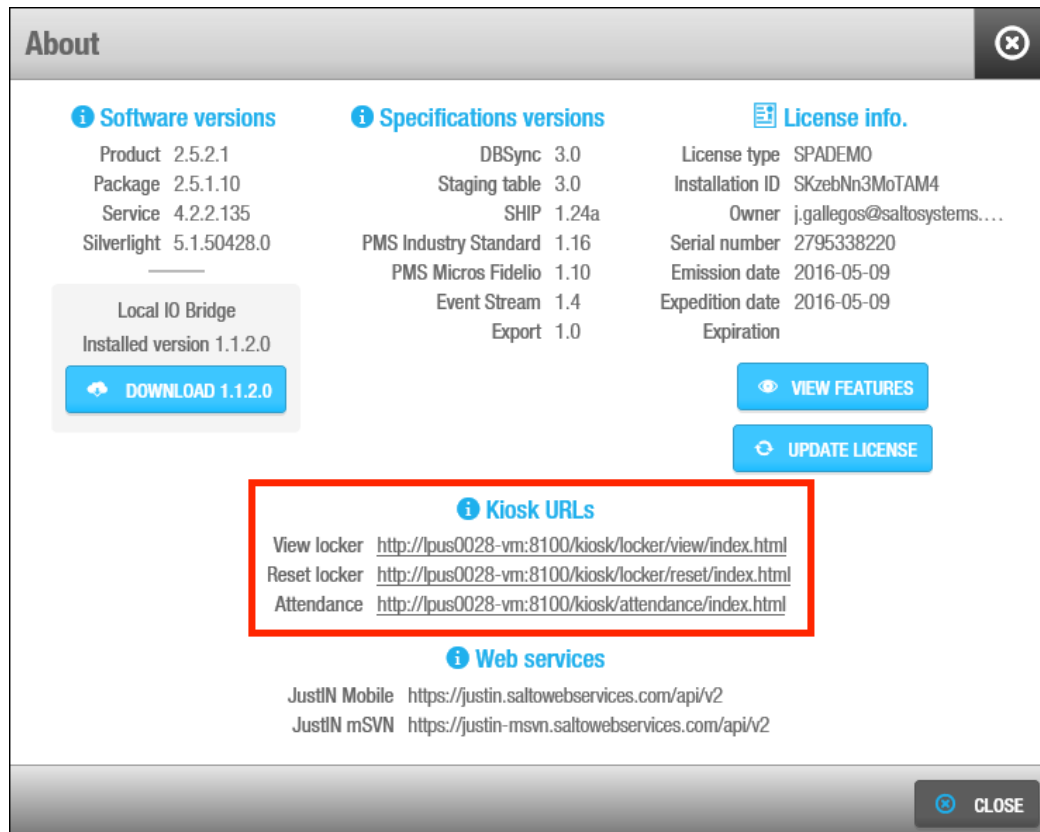 About
Software versions
Product 2.5.2.1
Package 2.5.1.10
Service 4.2.2.135
Silverlight 5.1.50428.0
Local IO Bridge
Installed version 1.1.2.0
DOWNLOAD 1.1.2.0
Specifications versions
DBSync 3.0
Staging table 3.0
SHIP 1.24a
PMS Industry Standard 1.16
PMS Micros Fidelio 1.10
Event Stream 1.4
Export 1.0
License info.
License type SPADEMO
Installation ID SKzebNn3MoTAM4
Owner j.gallegos@saltosystems....
Serial number 2795338220
Emission date 2016-05-09
Expedition date 2016-05-09
Expiration
VIEW FEATURES
UPDATE LICENSE
Kiosk URLs
View locker http://lpus0028-vm:8100/kiosk/locker/view/index.html
Reset locker http://lpus0028-vm:8100/kiosk/locker/reset/index.html
Attendance http://lpus0028-vm:8100/kiosk/attendance/index.html
Web services
JustIN Mobile https://justin.saltowebservices.com/api/v2
JustIN mSVN https://justin-msvn.saltowebservices.com/api/v2
CLOSE